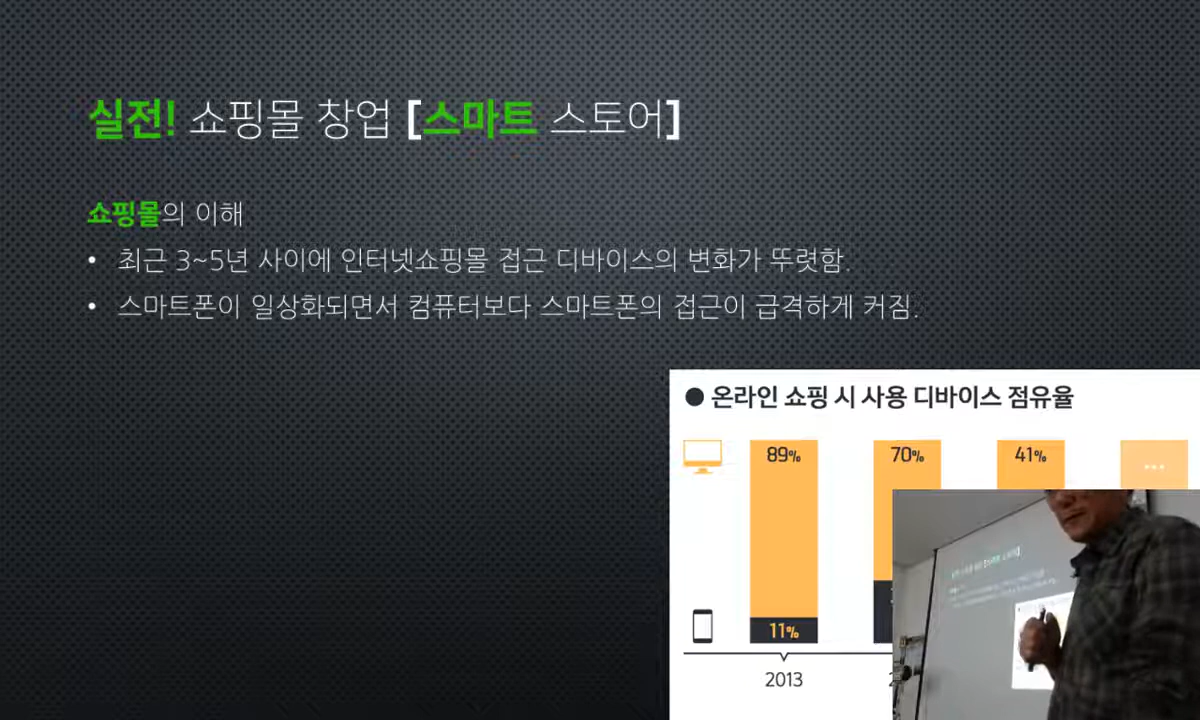 실전! 쇼핑몰 창업 [스마트 스토어]
쇼핑몰의 이해
• 최근 3~5년 사이에 인터넷쇼핑몰 접근 디바이스의 변화가 뚜렷함.
• 스마트폰이 일상화되면서 컴퓨터보다 스마트폰의 접근이 급격하게 커짐.
● 온라인 쇼핑 시 사용 디바이스 점유율
89% 70% 41% ...
11%
2013